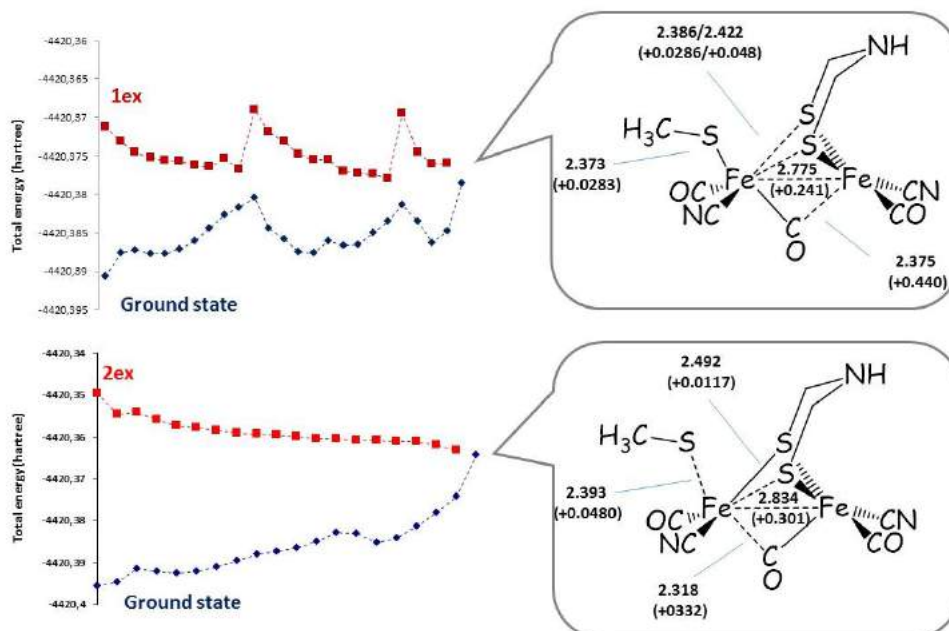 -4420,36
-4420,365
-4420,37
-4420,375
-4420,38
-4420,385
-4420,39
-4420,395
Total energy [hartree]
1ex
Ground state
2.386/2.422
(+0.0286/+0.048)
NH
S
S
H₃C
S
2.373
(+0.0283)
Fe
2.775
(+0.241)
Fe
OC
NC
CN
CO
C
O
2.375
(+0.440)
-4420,34
-4420,35
-4420,36
-4420,37
-4420,38
-4420,39
-4420,4
Total energy[hartree]
2ex
Ground state
2.492
(+0.0117)
NH
S
S
H₃C
S
2.393
(+0.0480)
Fe
2.834
(+0.301)
Fe
OC
NC
CN
CO
C
O
2.318
(+0332)